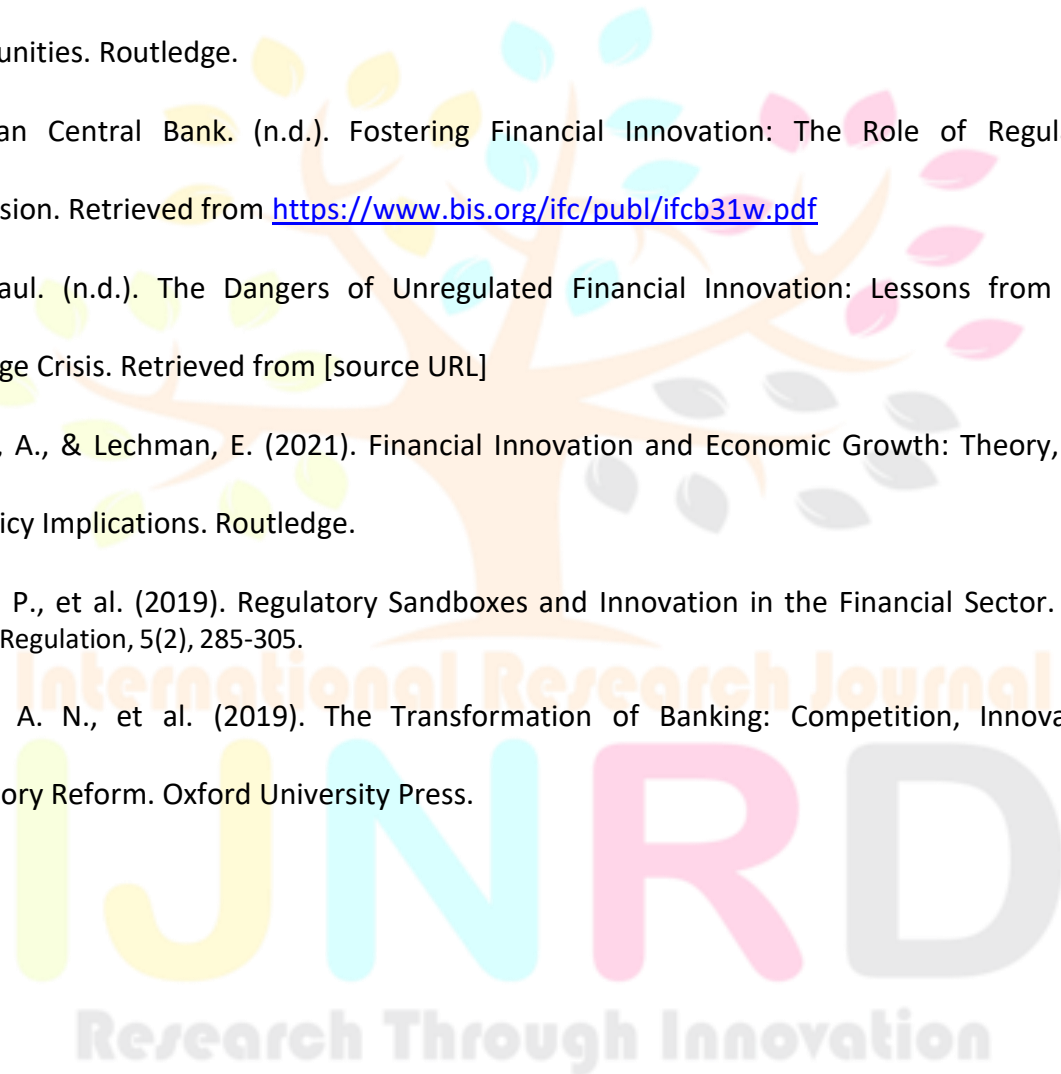 unities. Routledge.
an Central Bank. (n.d.). Fostering Financial Innovation: The Role of Regul
sion. Retrieved from https://www.bis.org/ifc/publ/ifcb31w.pdf
aul. (n.d.). The Dangers of Unregulated Financial Innovation: Lessons from
ge Crisis. Retrieved from [source URL]
, A., & Lechman, E. (2021). Financial Innovation and Economic Growth: Theory,
icy Implications. Routledge.
P., et al. (2019). Regulatory Sandboxes and Innovation in the Financial Sector.
Regulation, 5(2), 285-305.
International Research Journal
A. N., et al. (2019). The Transformation of Banking: Competition, Innova
ory Reform. Oxford University Press.
IJNRD
Research Through Innovation